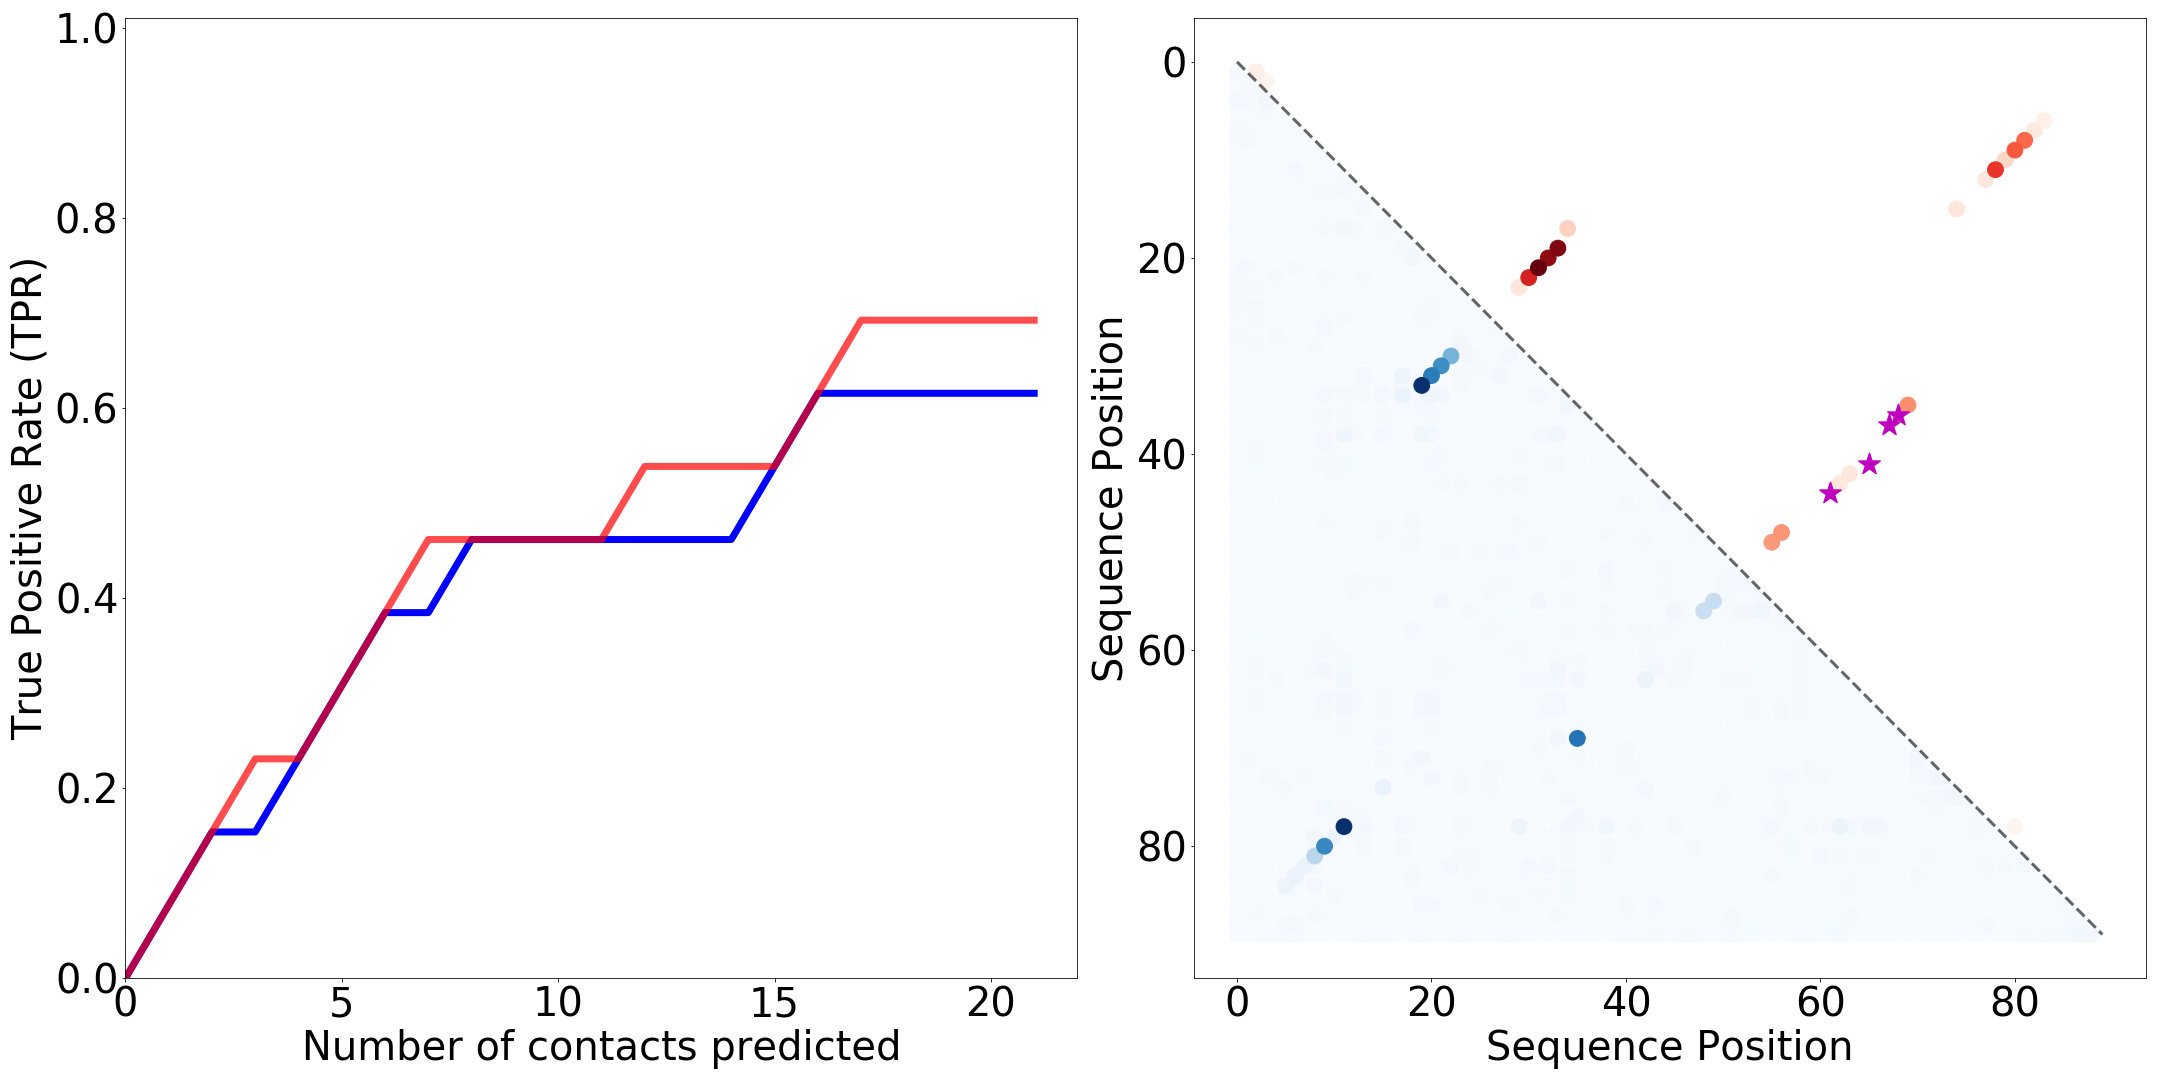 True Positive Rate (TPR)
1.0
0.8
0.6
0.4
0.2
0.0
0 5 10 15 20
Number of contacts predicted
Sequence Position
0
20
40
60
80
0 20 40 60 80
Sequence Position